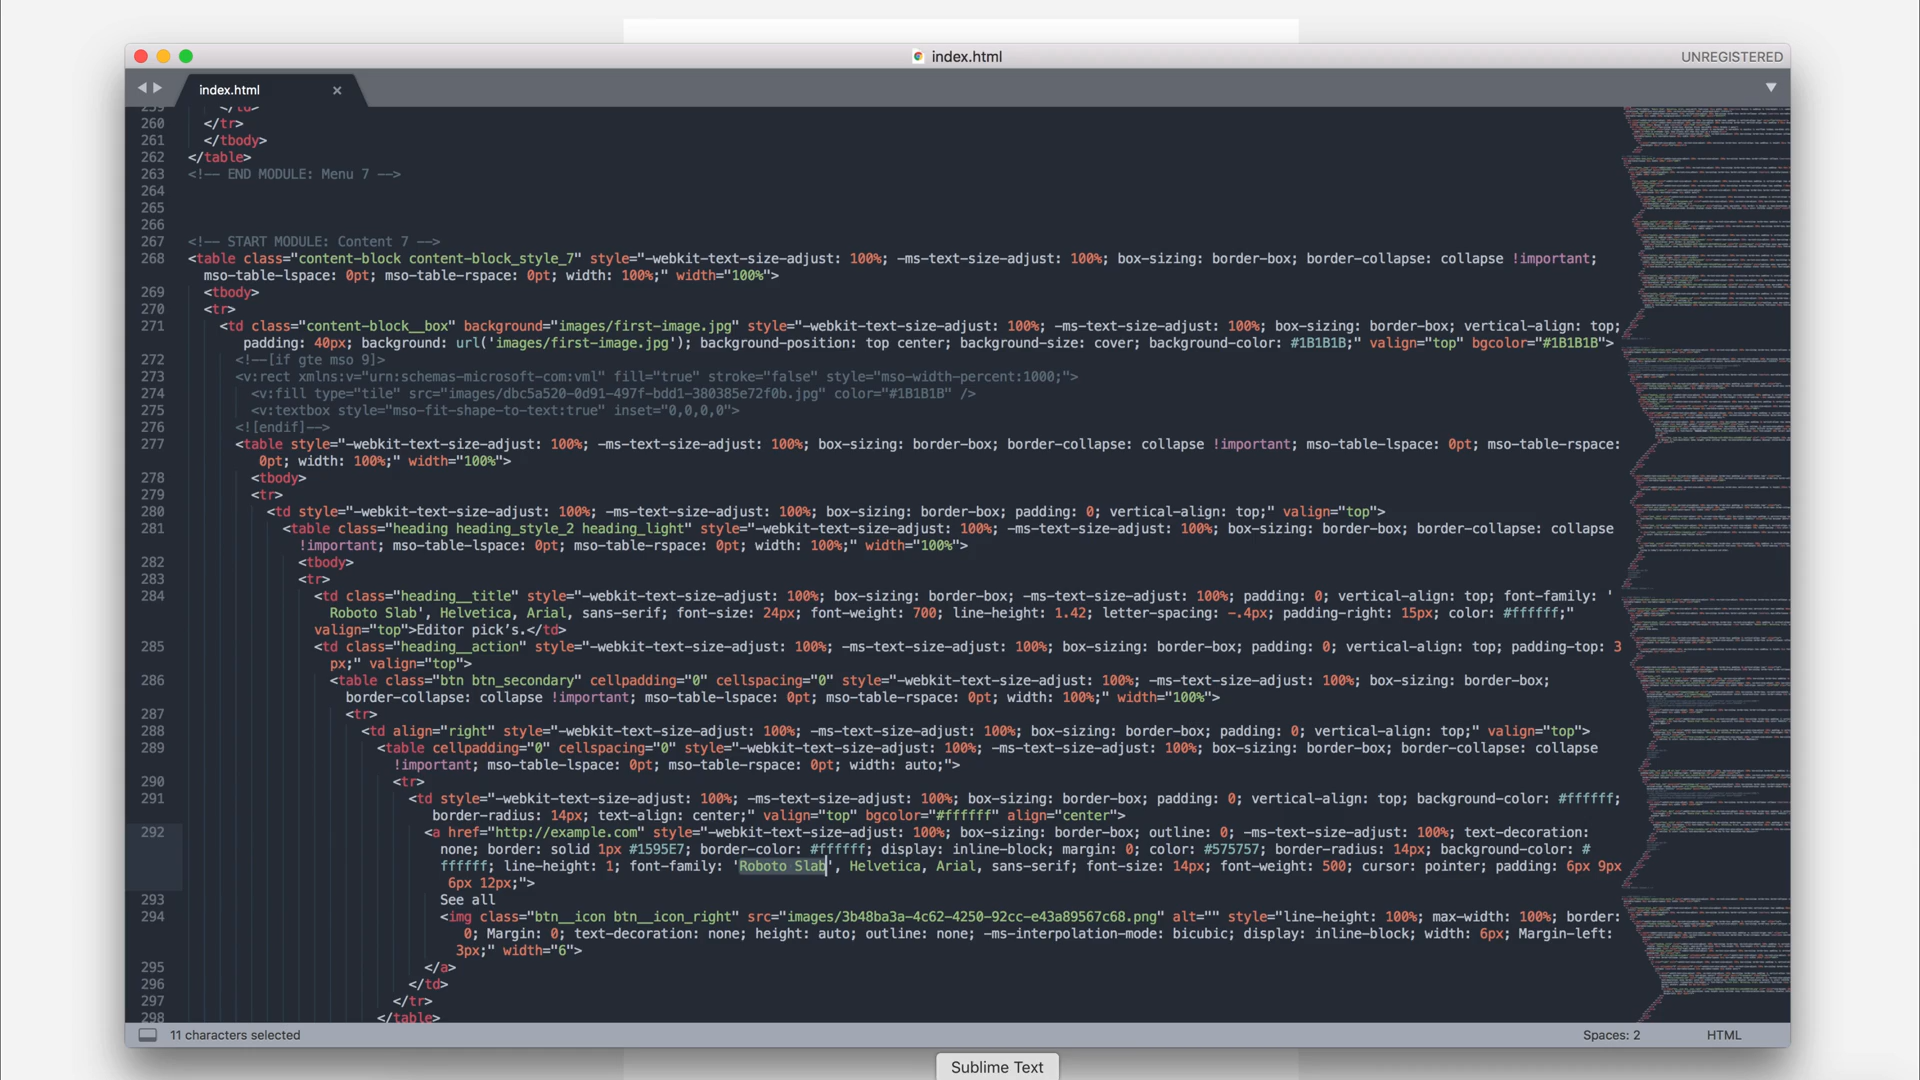 index.html
UNREGISTERED
index.html
259 </td>
260 </tr>
261 </tbody>
262 </table>
263 <!-- END MODULE: Menu 7 -->
264
265
266
267 <!-- START MODULE: Content 7 -->
268 <table class="content-block content-block_style_7" style="-webkit-text-size-adjust: 100%; -ms-text-size-adjust: 100%; box-sizing: border-box; border-collapse: collapse !important;
mso-table-lspace: 0pt; mso-table-rspace: 0pt; width: 100%;" width="100%">
269 <tbody>
270 <tr>
271 <td class="content-block__box" background="images/first-image.jpg" style="-webkit-text-size-adjust: 100%; -ms-text-size-adjust: 100%; box-sizing: border-box; vertical-align: top;
padding: 40px; background: url('images/first-image.jpg'); background-position: top center; background-size: cover; background-color: #1B1B1B;" valign="top" bgcolor="#1B1B1B">
272 <!--[if gte mso 9]>
273 <v:rect xmlns:v="urn:schemas-microsoft-com:vml" fill="true" stroke="false" style="mso-width-percent:1000;">
274 <v:fill type="tile" src="images/dbc5a520-0d91-497f-bdd1-380385e72f0b.jpg" color="#1B1B1B" />
275 <v:textbox style="mso-fit-shape-to-text:true" inset="0,0,0,0">
276 <![endif]-->
277 <table style="-webkit-text-size-adjust: 100%; -ms-text-size-adjust: 100%; box-sizing: border-box; border-collapse: collapse !important; mso-table-lspace: 0pt; mso-table-rspace:
0pt; width: 100%;" width="100%">
278 <tbody>
279 <tr>
280 <td style="-webkit-text-size-adjust: 100%; -ms-text-size-adjust: 100%; box-sizing: border-box; padding: 0; vertical-align: top;" valign="top">
281 <table class="heading heading_style_2 heading_light" style="-webkit-text-size-adjust: 100%; -ms-text-size-adjust: 100%; box-sizing: border-box; border-collapse: collapse
!important; mso-table-lspace: 0pt; mso-table-rspace: 0pt; width: 100%;" width="100%">
282 <tbody>
283 <tr>
284 <td class="heading__title" style="-webkit-text-size-adjust: 100%; box-sizing: border-box; -ms-text-size-adjust: 100%; padding: 0; vertical-align: top; font-family: '
Roboto Slab', Helvetica, Arial, sans-serif; font-size: 24px; font-weight: 700; line-height: 1.42; letter-spacing: -.4px; padding-right: 15px; color: #ffffff;"
valign="top">Editor pick’s.</td>
285 <td class="heading__action" style="-webkit-text-size-adjust: 100%; -ms-text-size-adjust: 100%; box-sizing: border-box; padding: 0; vertical-align: top; padding-top: 3
px;" valign="top">
286 <table class="btn btn_secondary" cellpadding="0" cellspacing="0" style="-webkit-text-size-adjust: 100%; -ms-text-size-adjust: 100%; box-sizing: border-box;
border-collapse: collapse !important; mso-table-lspace: 0pt; mso-table-rspace: 0pt; width: 100%;" width="100%">
287 <tr>
288 <td align="right" style="-webkit-text-size-adjust: 100%; -ms-text-size-adjust: 100%; box-sizing: border-box; padding: 0; vertical-align: top;" valign="top">
289 <table cellpadding="0" cellspacing="0" style="-webkit-text-size-adjust: 100%; -ms-text-size-adjust: 100%; box-sizing: border-box; border-collapse: collapse
!important; mso-table-lspace: 0pt; mso-table-rspace: 0pt; width: auto;">
290 <tr>
291 <td style="-webkit-text-size-adjust: 100%; -ms-text-size-adjust: 100%; box-sizing: border-box; padding: 0; vertical-align: top; background-color: #ffffff;
border-radius: 14px; text-align: center;" valign="top" bgcolor="#ffffff" align="center">
292 <a href="http://example.com" style="-webkit-text-size-adjust: 100%; box-sizing: border-box; outline: 0; -ms-text-size-adjust: 100%; text-decoration:
none; border: solid 1px #1595E7; border-color: #ffffff; display: inline-block; margin: 0; color: #575757; border-radius: 14px; background-color: #
ffffff; line-height: 1; font-family: 'Roboto Slab', Helvetica, Arial, sans-serif; font-size: 14px; font-weight: 500; cursor: pointer; padding: 6px 9px
6px 12px;">
293 See all
294 <img class="btn__icon btn__icon_right" src="images/3b48ba3a-4c62-4250-92cc-e43a89567c68.png" alt="" style="line-height: 100%; max-width: 100%; border:
0; Margin: 0; text-decoration: none; height: auto; outline: none; -ms-interpolation-mode: bicubic; display: inline-block; width: 6px; Margin-left:
3px;" width="6">
295 </a>
296 </td>
297 </tr>
298 </table>
11 characters selected
Spaces: 2
HTML
Sublime Text